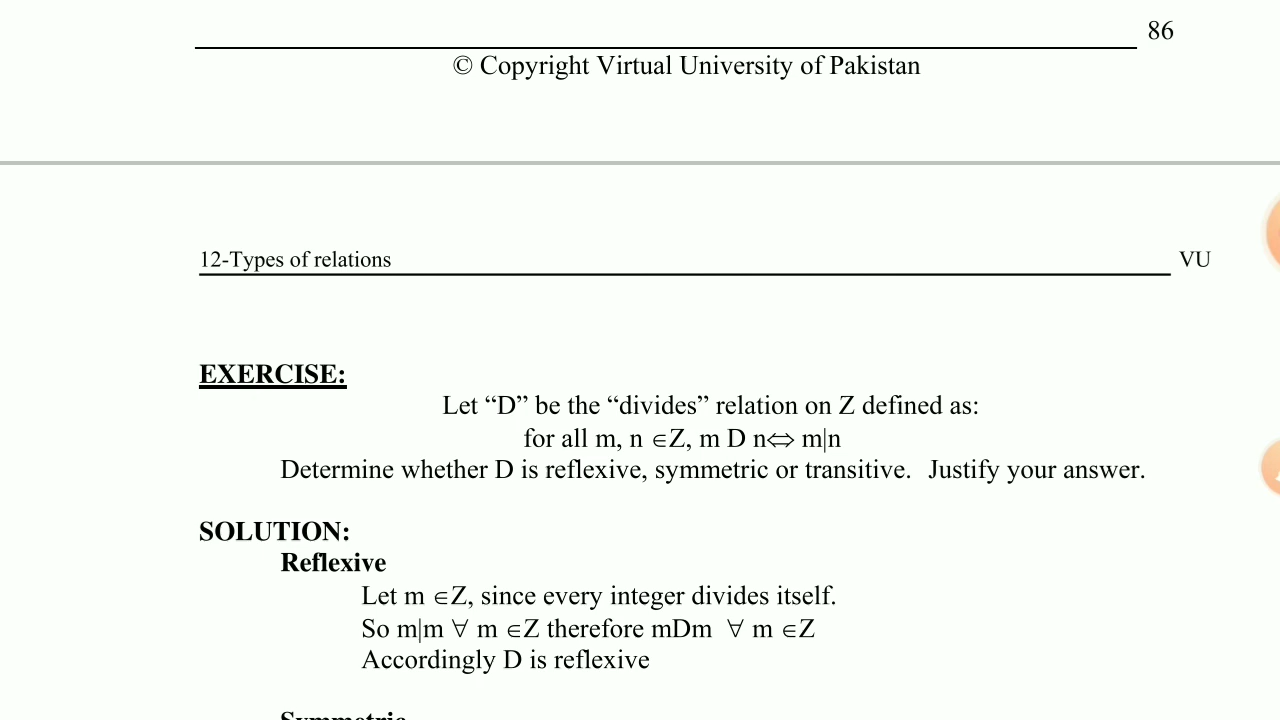 86
© Copyright Virtual University of Pakistan
12-Types of relations VU
EXERCISE:
Let “D” be the “divides” relation on Z defined as:
for all m, n ∈Z, m D n⇔ m|n
Determine whether D is reflexive, symmetric or transitive. Justify your answer.
SOLUTION:
Reflexive
Let m ∈Z, since every integer divides itself.
So m|m ∀ m ∈Z therefore mDm ∀ m ∈Z
Accordingly D is reflexive